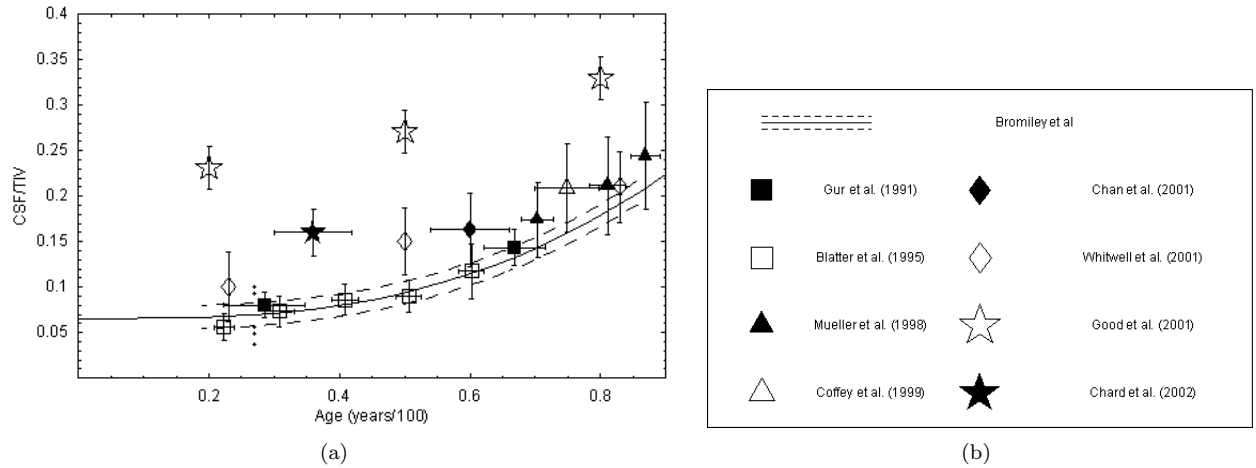 0.4
0.35
0.3
0.25
0.2
0.15
0.1
0.05
CSF/TIV
0.2 0.4 0.6 0.8
Age (years/100)
(a)
Bromiley et al
Gur et al. (1991) Chan et al. (2001)
Blatter et al. (1995) Whitwell et al. (2001)
Mueller et al. (1998) Good et al. (2001)
Coffey et al. (1999) Chard et al. (2002)
(b)